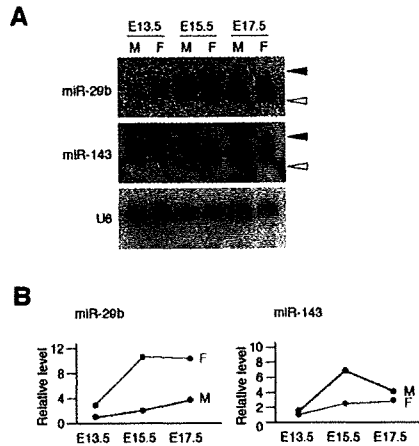 A
E13.5 E15.5 E17.5
M F M F M F
miR-29b
miR-143
U6
B
miR-29b
Relative level
12
8
4
0
F
M
E13.5 E15.5 E17.5
miR-143
Relative level
10
8
6
4
2
0
M
F
E13.5 E15.5 E17.5